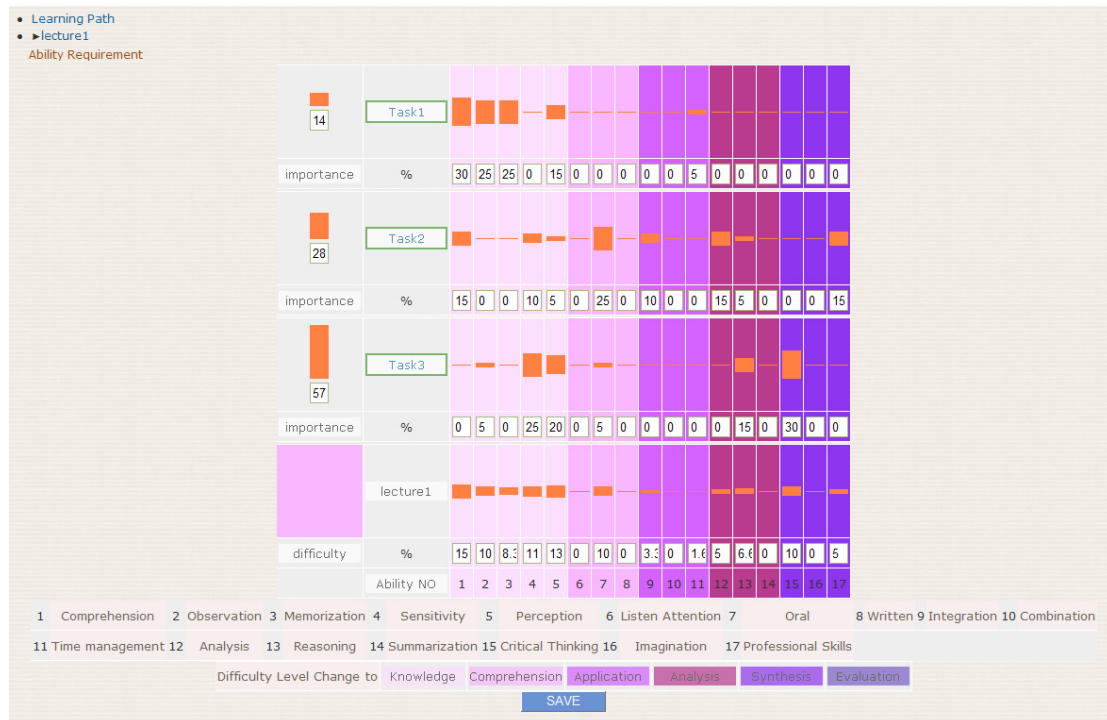 Learning Path
►lecture1
Ability Requirement
14 Task1
importance % 30 25 25 0 15 0 0 0 0 0 5 0 0 0 0 0 0
28 Task2
importance % 15 0 0 10 5 0 25 0 10 0 0 15 5 0 0 0 15
57 Task3
importance % 0 5 0 25 20 0 5 0 0 0 0 0 15 0 30 0 0
lecture1
difficulty % 15 10 8.3 11 13 0 10 0 3.3 0 1.6 5 6.6 0 10 0 5
Ability NO 1 2 3 4 5 6 7 8 9 10 11 12 13 14 15 16 17
1 Comprehension 2 Observation 3 Memorization 4 Sensitivity 5 Perception 6 Listen Attention 7 Oral 8 Written 9 Integration 10 Combination
11 Time management 12 Analysis 13 Reasoning 14 Summarization 15 Critical Thinking 16 Imagination 17 Professional Skills
Difficulty Level Change to Knowledge Comprehension Application Analysis Synthesis Evaluation
SAVE